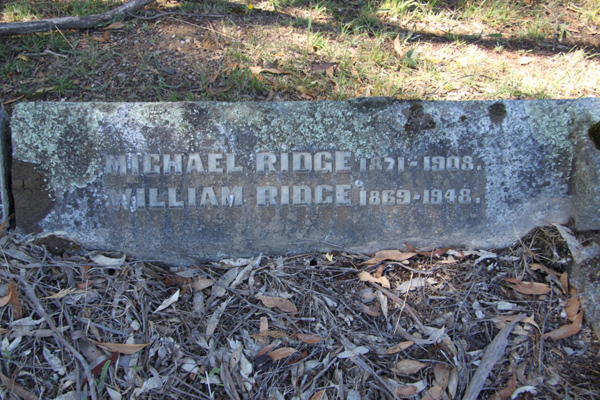 MICHAEL RIDGE 1871-1908.
WILLIAM RIDGE 1869-1948.